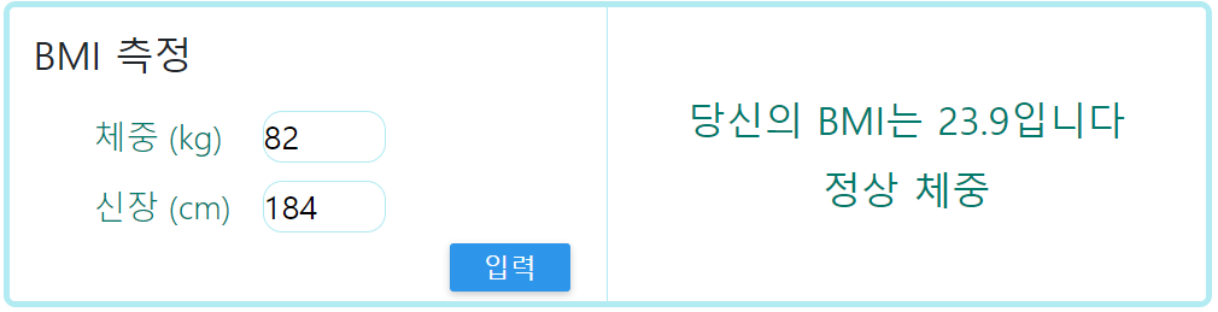 BMI 측정
체중 (kg) 82
신장 (cm) 184
입력
당신의 BMI는 23.9입니다
정상 체중